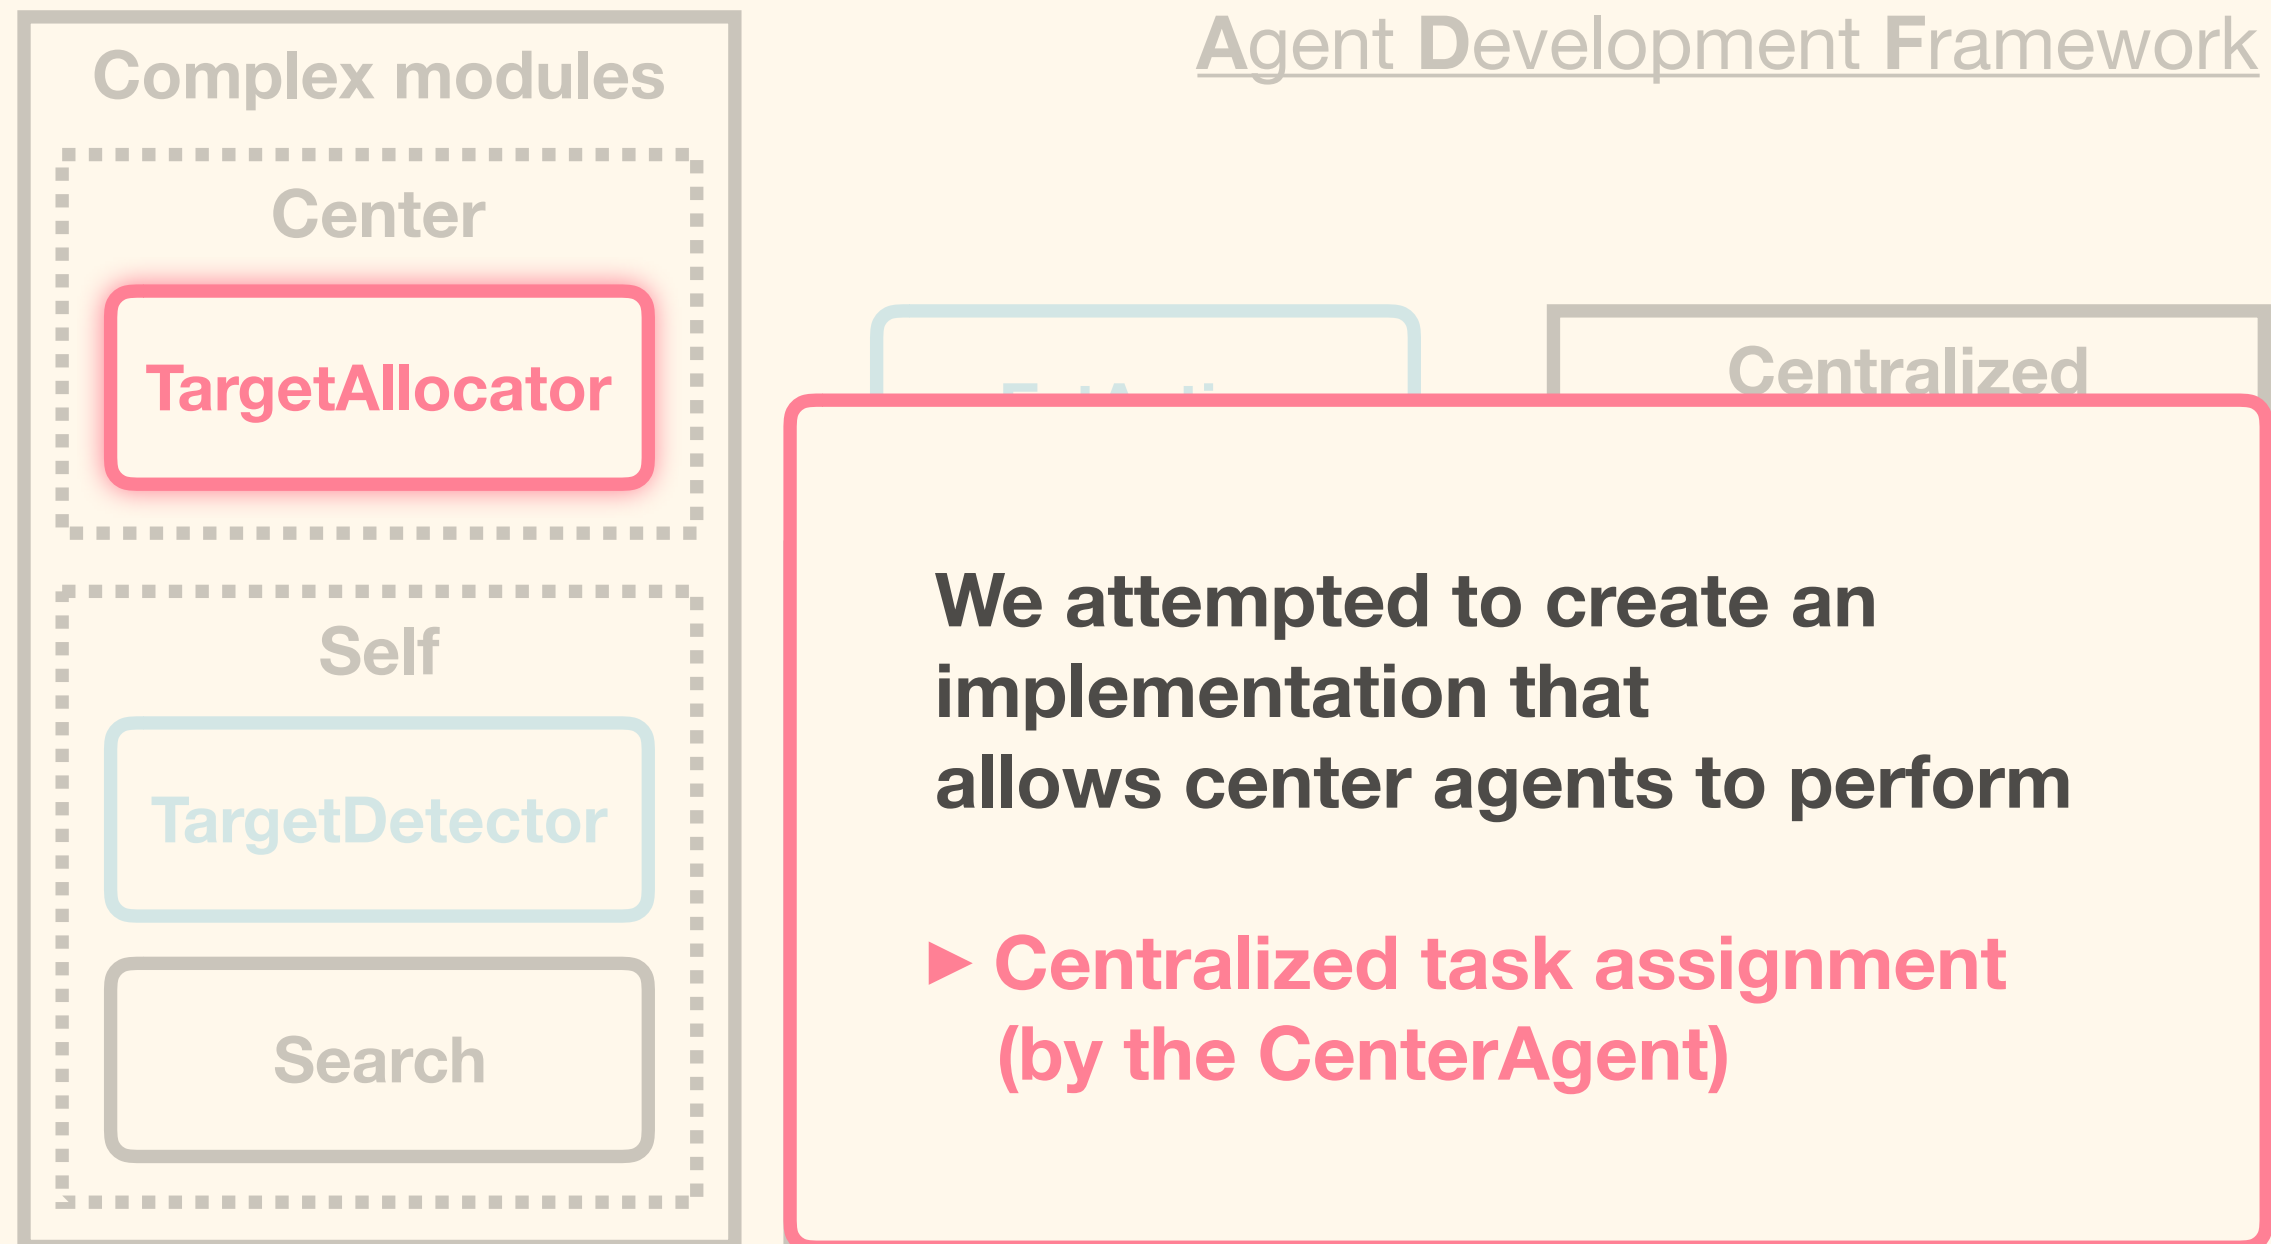 Agent Development Framework
Complex modules
Center
TargetAllocator
Self
TargetDetector
Search
Centralized
We attempted to create an
implementation that
allows center agents to perform
▶ Centralized task assignment
(by the CenterAgent)